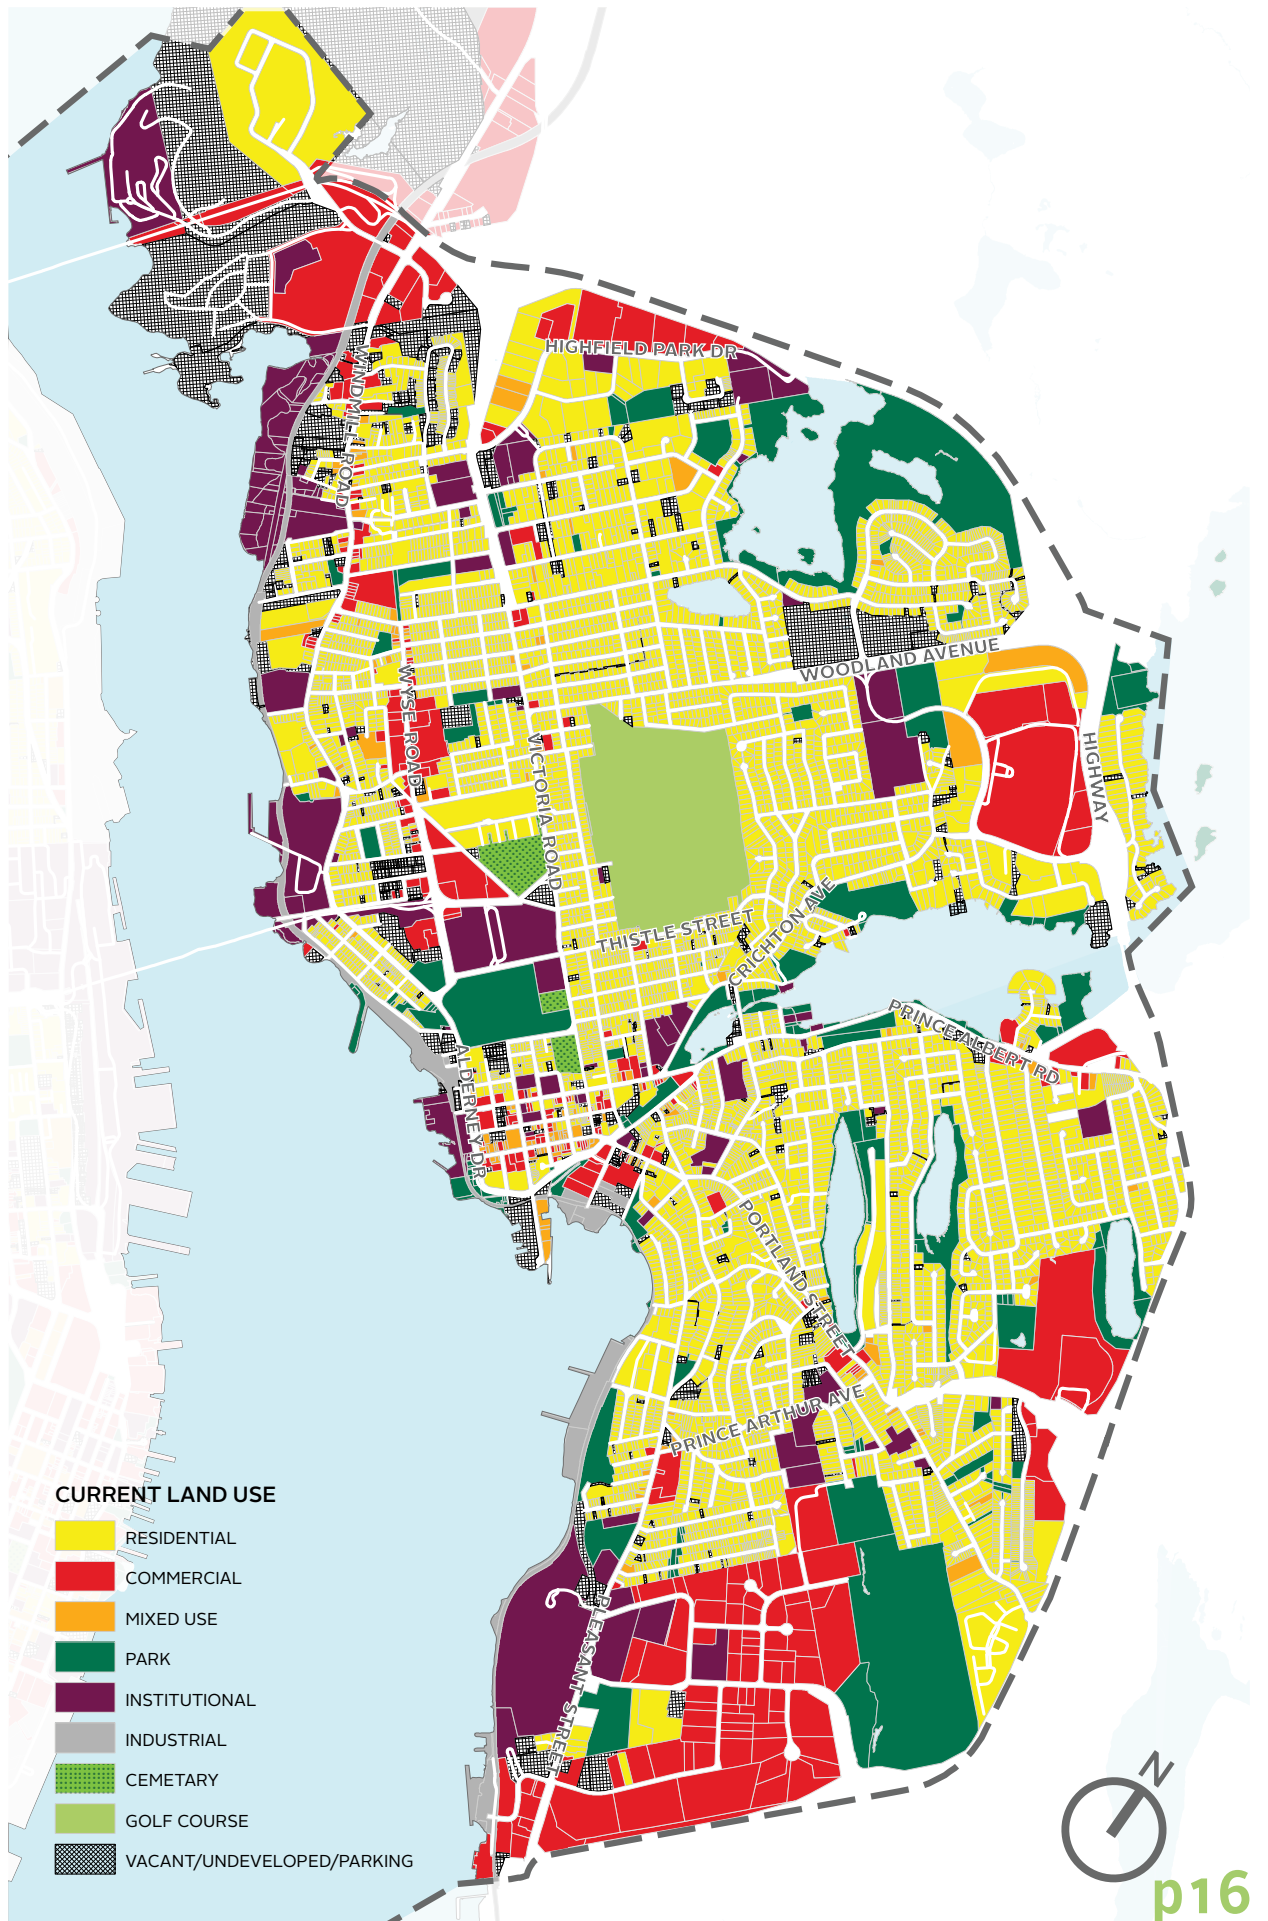 HIGHFIELD PARK DR
WINDMILL ROAD
WOODLAND AVENUE
WYSE ROAD
VICTORIA ROAD
HIGHWAY
THISTLE STREET
CRICHTON AVE
PRINCE ALBERT RD
ALDERNEY DR
PORTLAND STREET
PRINCE ARTHUR AVE
PLEASANT STREET
CURRENT LAND USE
RESIDENTIAL
COMMERCIAL
MIXED USE
PARK
INSTITUTIONAL
INDUSTRIAL
CEMETARY
GOLF COURSE
VACANT/UNDEVELOPED/PARKING
N
p16